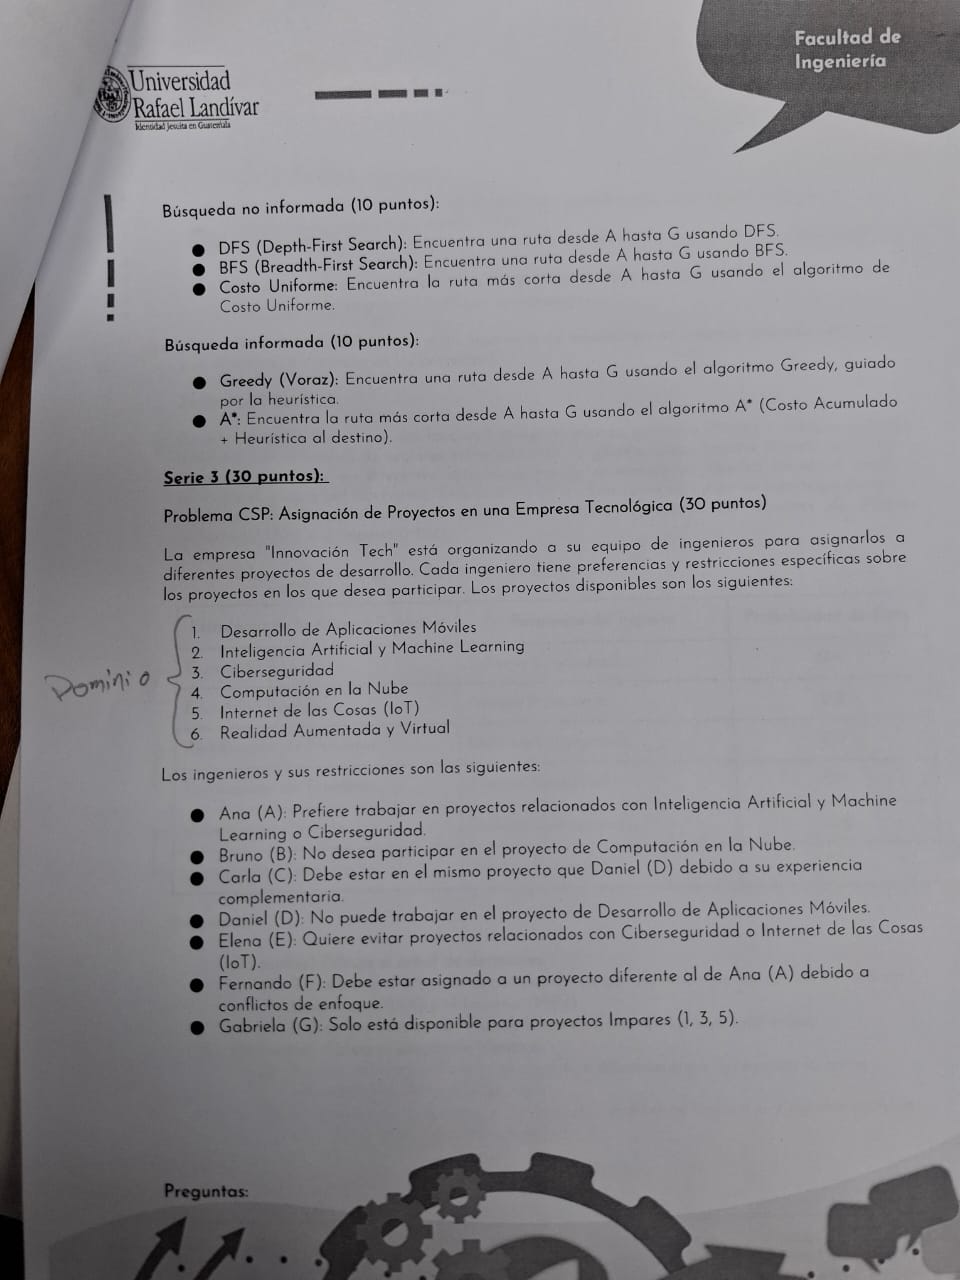 Facultad de
Ingeniería
Universidad
Rafael Landívar
Identidad Jesuita en Guatemala
Búsqueda no informada (10 puntos):
● DFS (Depth-First Search): Encuentra una ruta desde A hasta G usando DFS.
● BFS (Breadth-First Search): Encuentra una ruta desde A hasta G usando BFS.
● Costo Uniforme: Encuentra la ruta más corta desde A hasta G usando el algoritmo de
Costo Uniforme.
Búsqueda informada (10 puntos):
● Greedy (Voraz): Encuentra una ruta desde A hasta G usando el algoritmo Greedy, guiado
por la heurística.
● A*: Encuentra la ruta más corta desde A hasta G usando el algoritmo A* (Costo Acumulado
+ Heurística al destino).
Serie 3 (30 puntos):
Problema CSP: Asignación de Proyectos en una Empresa Tecnológica (30 puntos)
La empresa "Innovación Tech" está organizando a su equipo de ingenieros para asignarlos a
diferentes proyectos de desarrollo. Cada ingeniero tiene preferencias y restricciones específicas sobre
los proyectos en los que desea participar. Los proyectos disponibles son los siguientes:
1. Desarrollo de Aplicaciones Móviles
2. Inteligencia Artificial y Machine Learning
3. Ciberseguridad
Dominio
4. Computación en la Nube
5. Internet de las Cosas (IoT)
6. Realidad Aumentada y Virtual
Los ingenieros y sus restricciones son las siguientes:
● Ana (A): Prefiere trabajar en proyectos relacionados con Inteligencia Artificial y Machine
Learning o Ciberseguridad.
● Bruno (B): No desea participar en el proyecto de Computación en la Nube.
● Carla (C): Debe estar en el mismo proyecto que Daniel (D) debido a su experiencia
complementaria.
● Daniel (D): No puede trabajar en el proyecto de Desarrollo de Aplicaciones Móviles.
● Elena (E): Quiere evitar proyectos relacionados con Ciberseguridad o Internet de las Cosas
(IoT).
● Fernando (F): Debe estar asignado a un proyecto diferente al de Ana (A) debido a
conflictos de enfoque.
● Gabriela (G): Solo está disponible para proyectos Impares (1, 3, 5).
Preguntas: